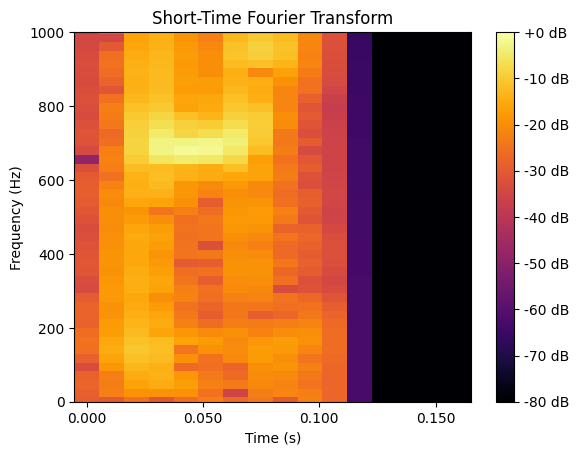 Short-Time Fourier Transform
1000
800
600
400
200
0
Frequency (Hz)
0.000
0.050
0.100
0.150
Time (s)
+0 dB
-10 dB
-20 dB
-30 dB
-40 dB
-50 dB
-60 dB
-70 dB
-80 dB